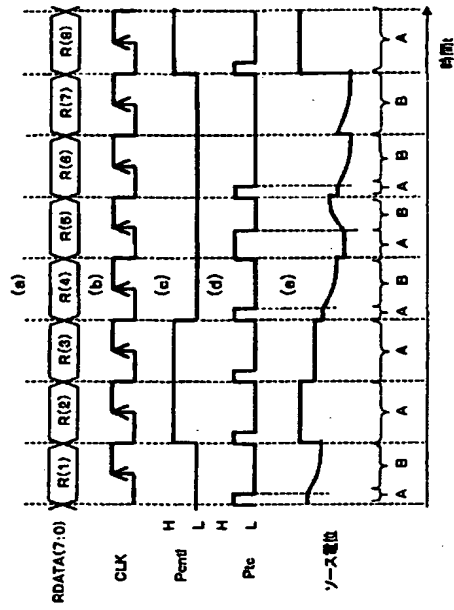 (a)
RDATA(7:0) R(1) R(2) R(3) R(4) R(5) R(6) R(7) R(8)
(b)
CLK
(c)
Pcntl H L
(d)
Ptc H L
(e)
ソース電位
A B A A A B A B A B B A
時間t